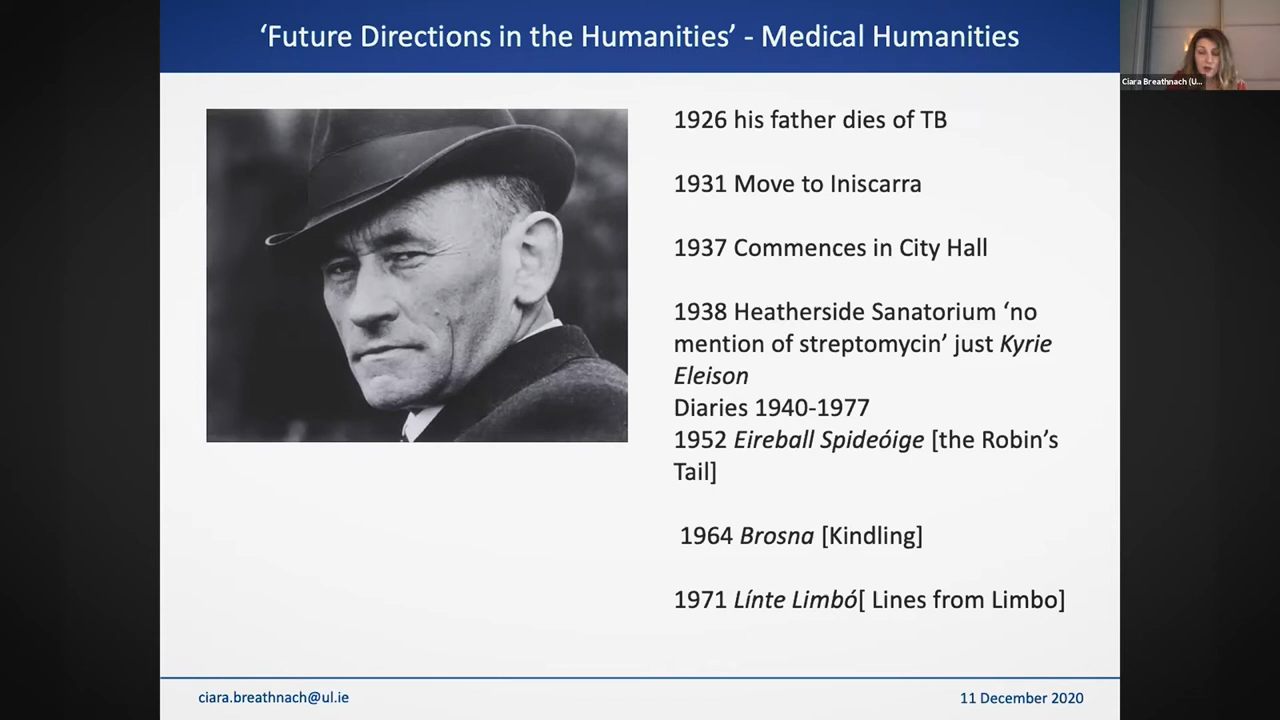 ‘Future Directions in the Humanities’ - Medical Humanities
Ciara Breathnach (U...
1926 his father dies of TB
1931 Move to Iniscarra
1937 Commences in City Hall
1938 Heatherside Sanatorium ‘no
mention of streptomycin’ just Kyrie
Eleison
Diaries 1940-1977
1952 Eireball Spideóige [the Robin’s
Tail]
1964 Brosna [Kindling]
1971 Línte Limbó[ Lines from Limbo]
ciara.breathnach@ul.ie
11 December 2020